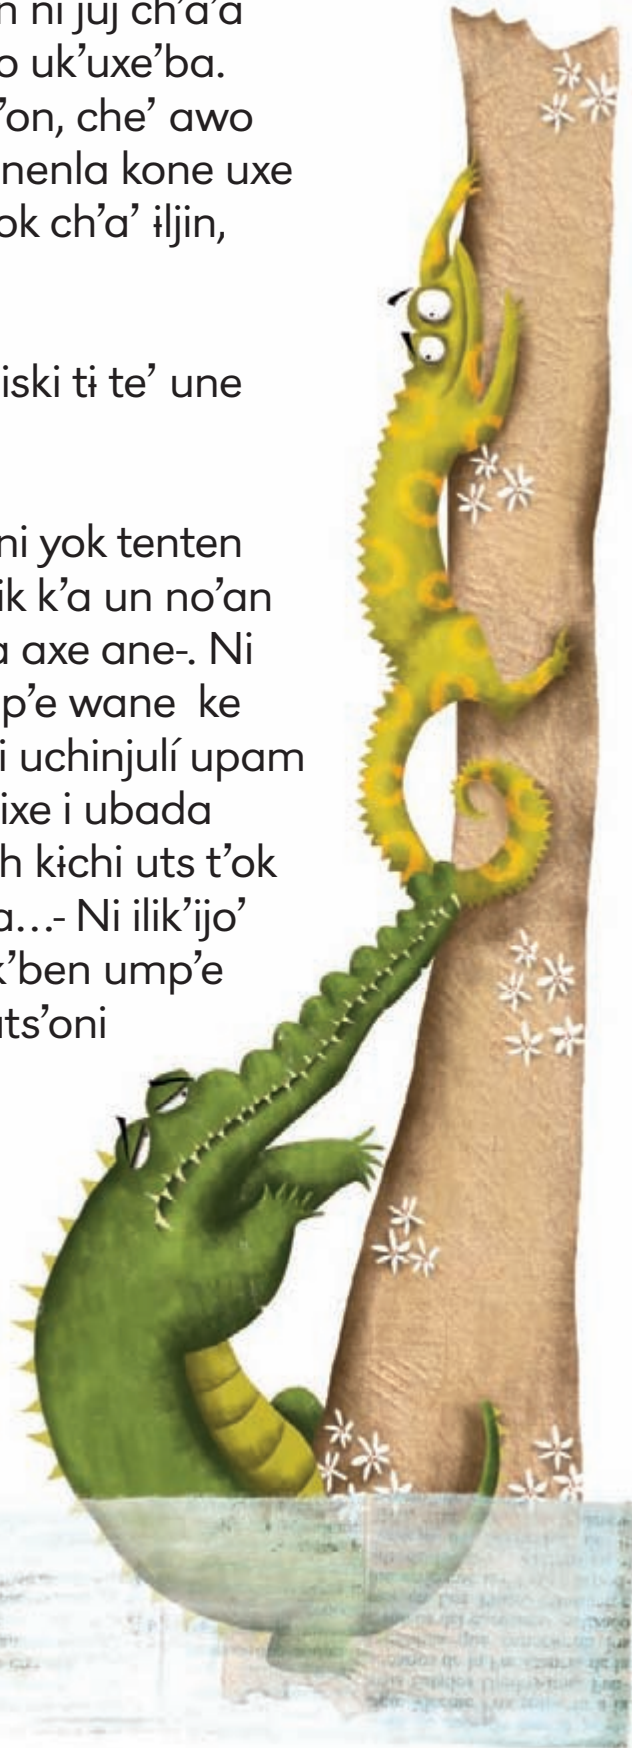 n ni juj ch’a’a
o uk’uxe’ba.
’on, che’ awo
nenla kone uxe
ok ch’a’ ɨljin,
iski tɨ te’ une
ni yok tenten
ik k’a un no’an
a axe ane-. Ni
p’e wane ke
i uchinjulí upam
ixe i ubada
h kɨchi uts t’ok
a...- Ni ilik’ijo’
k’ben ump’e
uts’oni